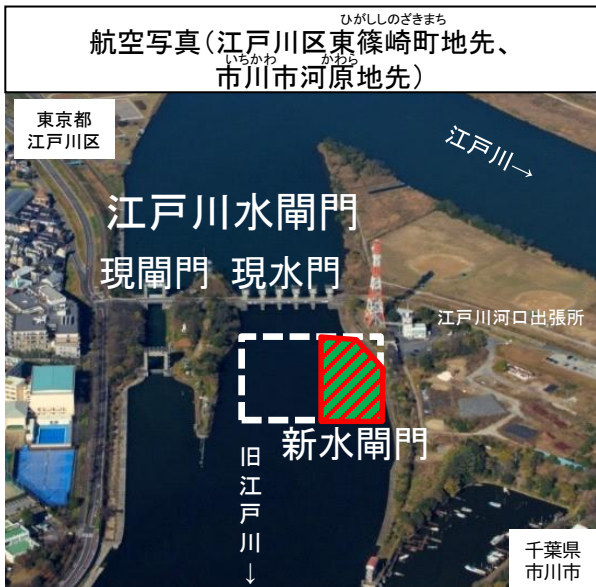 航空写真(江戸川区東篠崎町地先、
ひがししのざきまち
市川市河原地先)
いちかわ かわら
東京都
江戸川区
江戸川→
江戸川水閘門
現閘門 現水門
江戸川河口出張所
新水閘門
旧江戸川↓
千葉県
市川市